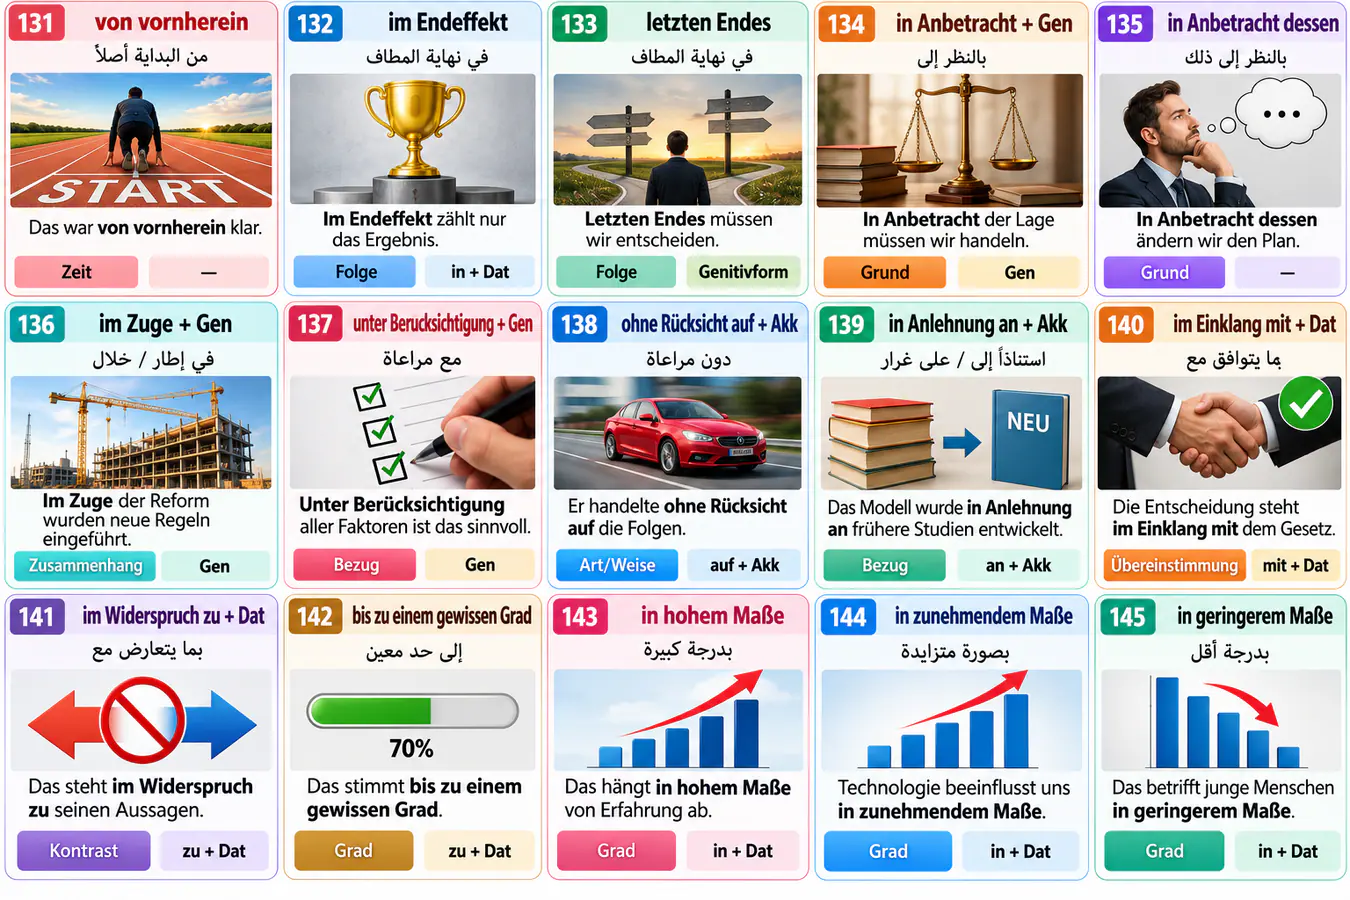 131 von vornherein
من البداية أصلاً
START
Das war von vornherein klar.
Zeit —
132 im Endeffekt
في نهاية المطاف
Im Endeffekt zählt nur
das Ergebnis.
Folge in + Dat
133 letzten Endes
في نهاية المطاف
Letzten Endes müssen
wir entscheiden.
Folge Genitivform
134 in Anbetracht + Gen
بالنظر إلى
In Anbetracht der Lage
müssen wir handeln.
Grund Gen
135 in Anbetracht dessen
بالنظر إلى ذلك
In Anbetracht dessen
ändern wir den Plan.
Grund —
136 im Zuge + Gen
في إطار / خلال
Im Zuge der Reform
wurden neue Regeln
eingeführt.
Zusammenhang Gen
137 unter Berucksichtigung + Gen
مع مراعاة
Unter Berücksichtigung
aller Faktoren ist das sinnvoll.
Bezug Gen
138 ohne Rücksicht auf + Akk
دون مراعاة
Er handelte ohne Rücksicht
auf die Folgen.
Art/Weise auf + Akk
139 in Anlehnung an + Akk
استناداً إلى / على غرار
NEU
Das Modell wurde in Anlehnung
an frühere Studien entwickelt.
Bezug an + Akk
140 im Einklang mit + Dat
بما يتوافق مع
Die Entscheidung steht
im Einklang mit dem Gesetz.
Übereinstimmung mit + Dat
141 im Widerspruch zu + Dat
بما يتعارض مع
Das steht im Widerspruch
zu seinen Aussagen.
Kontrast zu + Dat
142 bis zu einem gewissen Grad
إلى حد معين
70%
Das stimmt bis zu einem
gewissen Grad.
Grad zu + Dat
143 in hohem Maße
بدرجة كبيرة
Das hängt in hohem Maße
von Erfahrung ab.
Grad in + Dat
144 in zunehmendem Maße
بصورة متزايدة
Technologie beeinflusst uns
in zunehmendem Maße.
Grad in + Dat
145 in geringerem Maße
بدرجة أقل
Das betrifft junge Menschen
in geringerem Maße.
Grad in + Dat